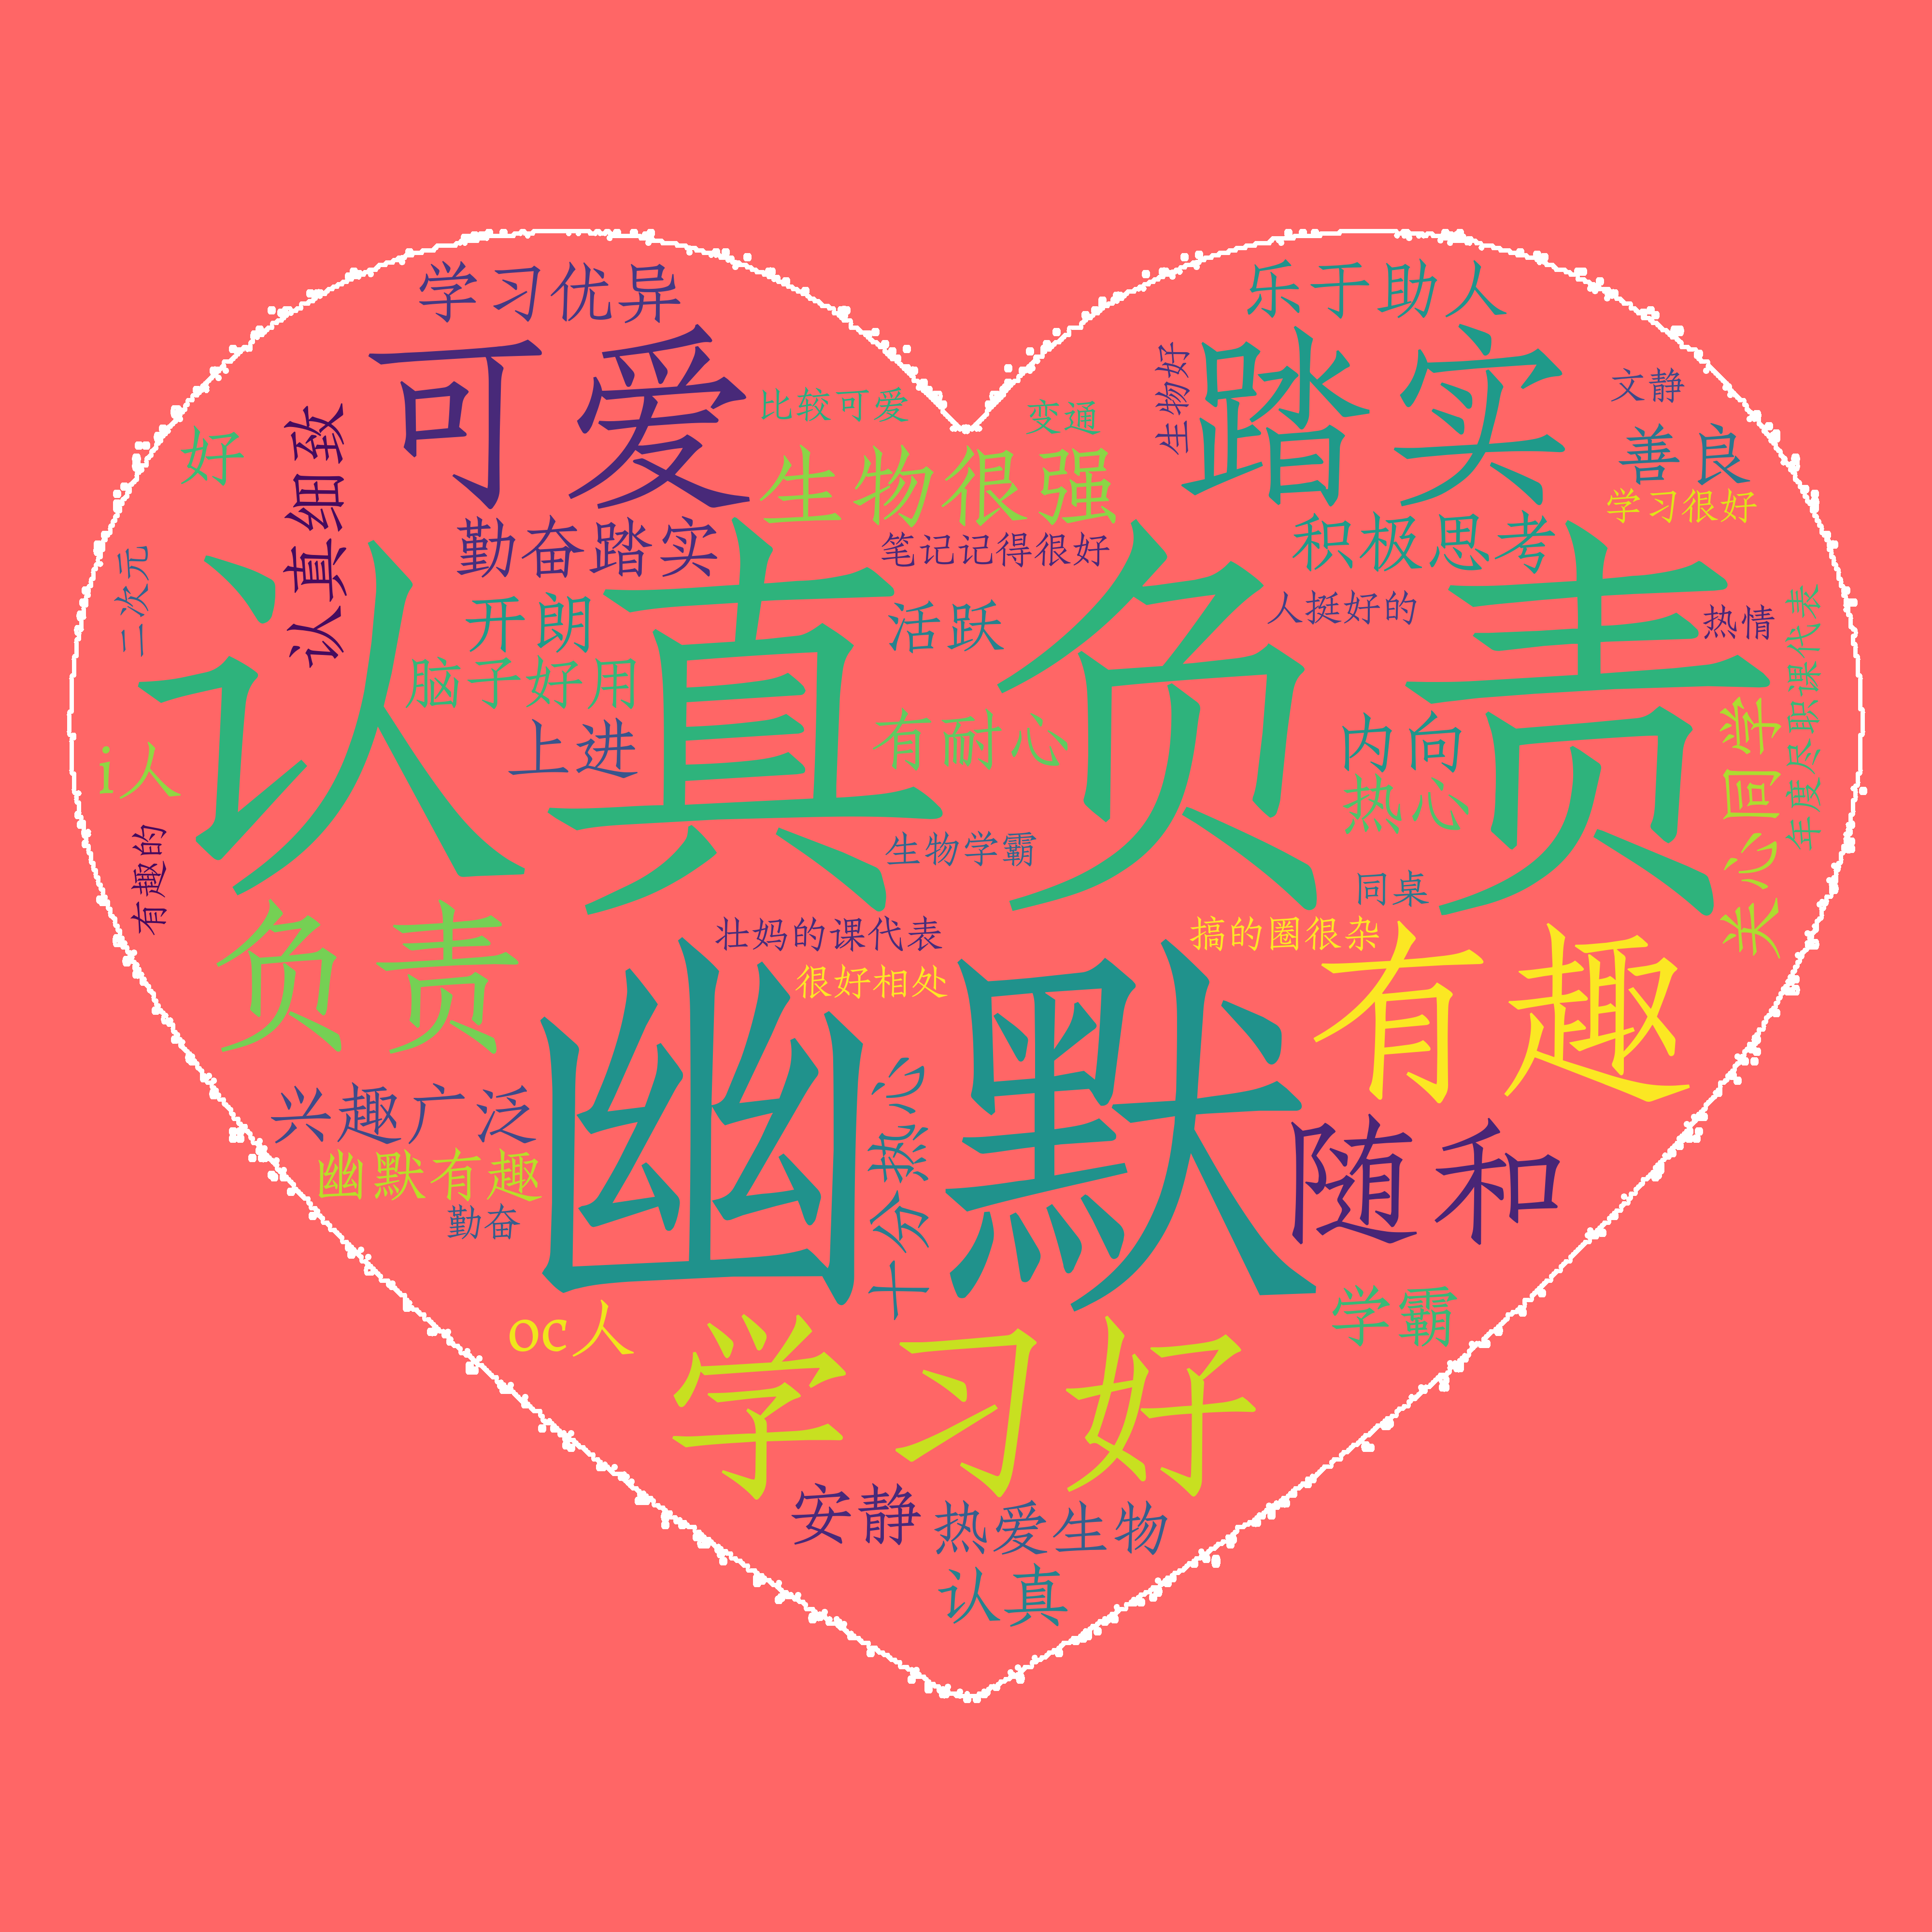 学习优异
乐于助人
可爱
踏实
生物好
文静
比较可爱
变通
好
认真细致
善良
生物很强
学习很好
勤奋踏实
笔记记得很好
积极思考
二次元
认真负责
开朗
活跃
人挺好的
热情
年度尽职课代表
脑子好用
上进
有耐心
内向
关心同学
i人
热心
有趣的
生物学霸
同桌
负责
壮妈的课代表
搞的圈很杂
有趣
很好相处
幽默
十分热心
兴趣广泛
随和
幽默有趣
勤奋
oc人
学霸
学习好
安静
热爱生物
认真